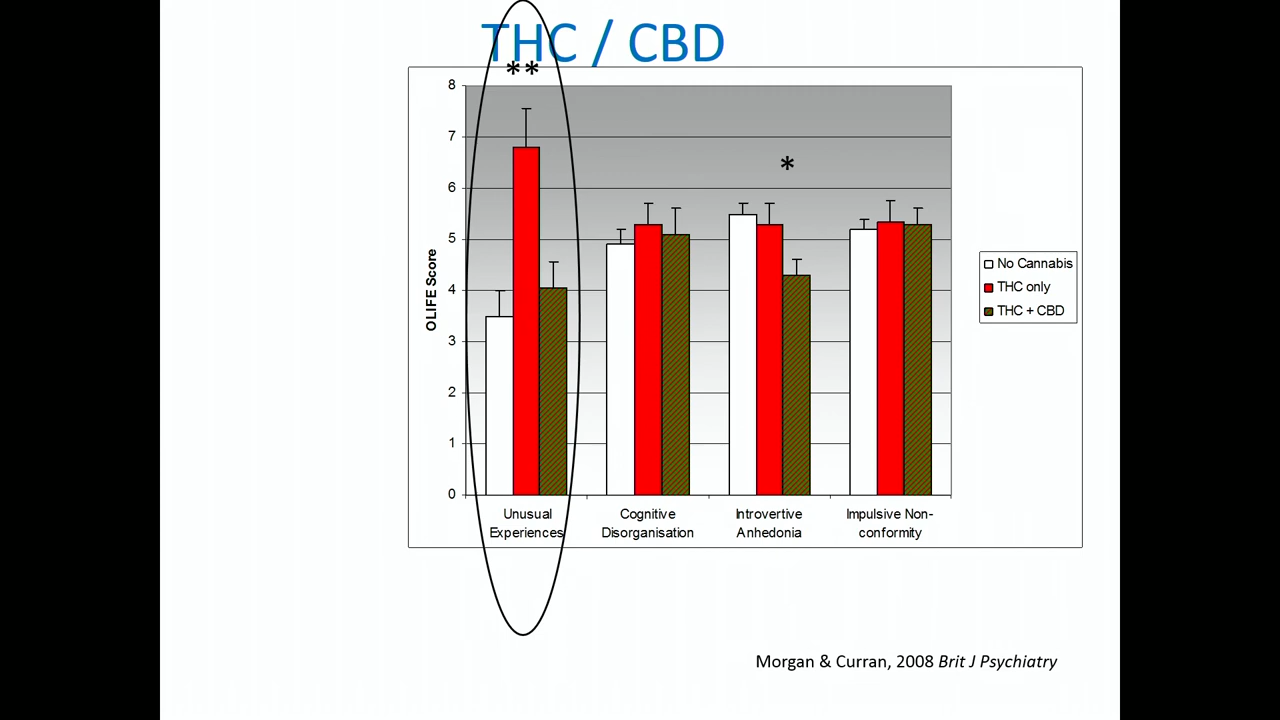 THC / CBD
**
8
7
6
5
4
3
2
1
0
OLIFE Score
*
Unusual
Experiences
Cognitive
Disorganisation
Introvertive
Anhedonia
Impulsive Non-
conformity
No Cannabis
THC only
THC + CBD
Morgan & Curran, 2008 Brit J Psychiatry